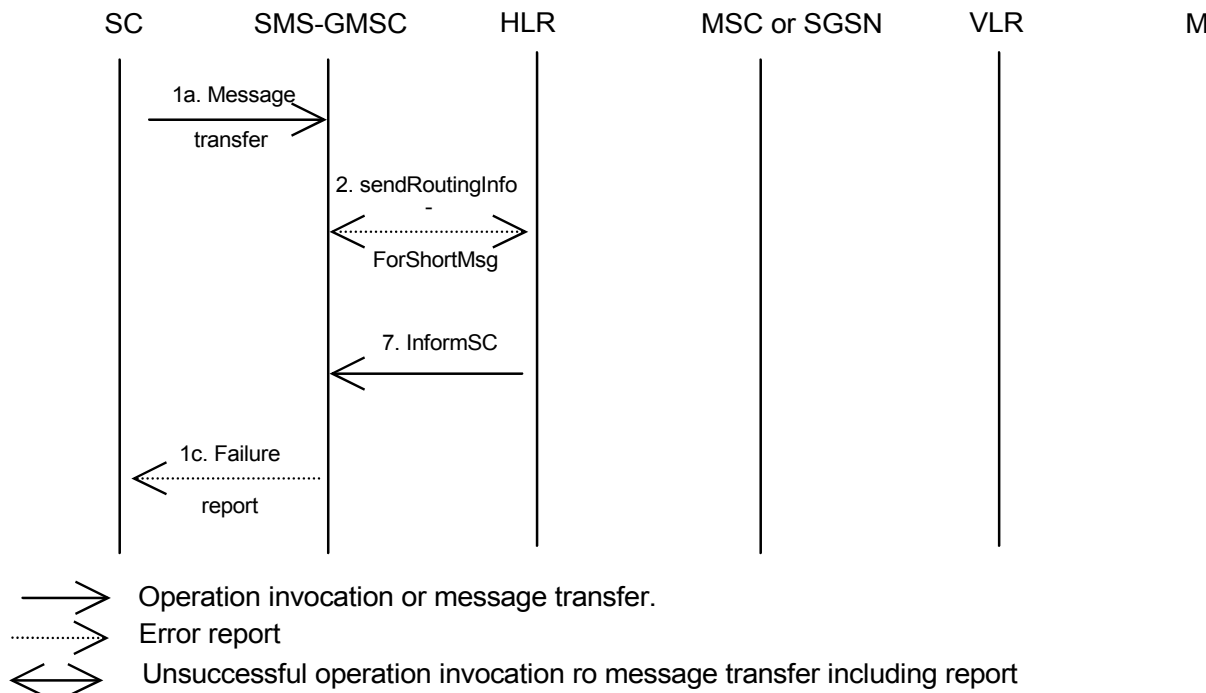 SC SMS-GMSC HLR MSC or SGSN VLR M
1a. Message
transfer
2. sendRoutingInfo
-
ForShortMsg
7. InformSC
1c. Failure
report
Operation invocation or message transfer.
Error report
Unsuccessful operation invocation ro message transfer including report